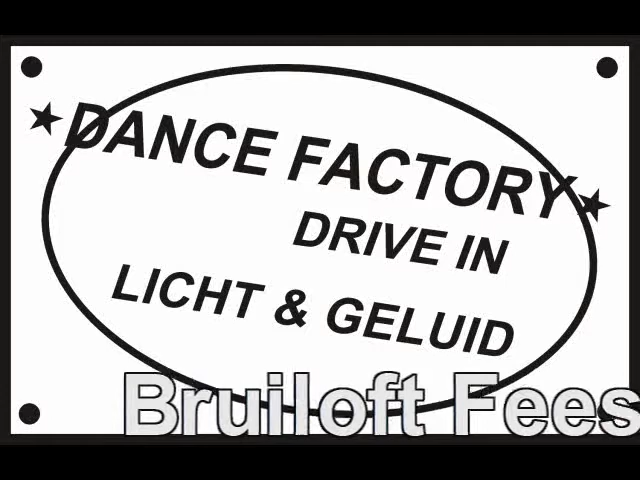 ★DANCE FACTORY★
DRIVE IN
LICHT & GELUID
Bruiloft Fees